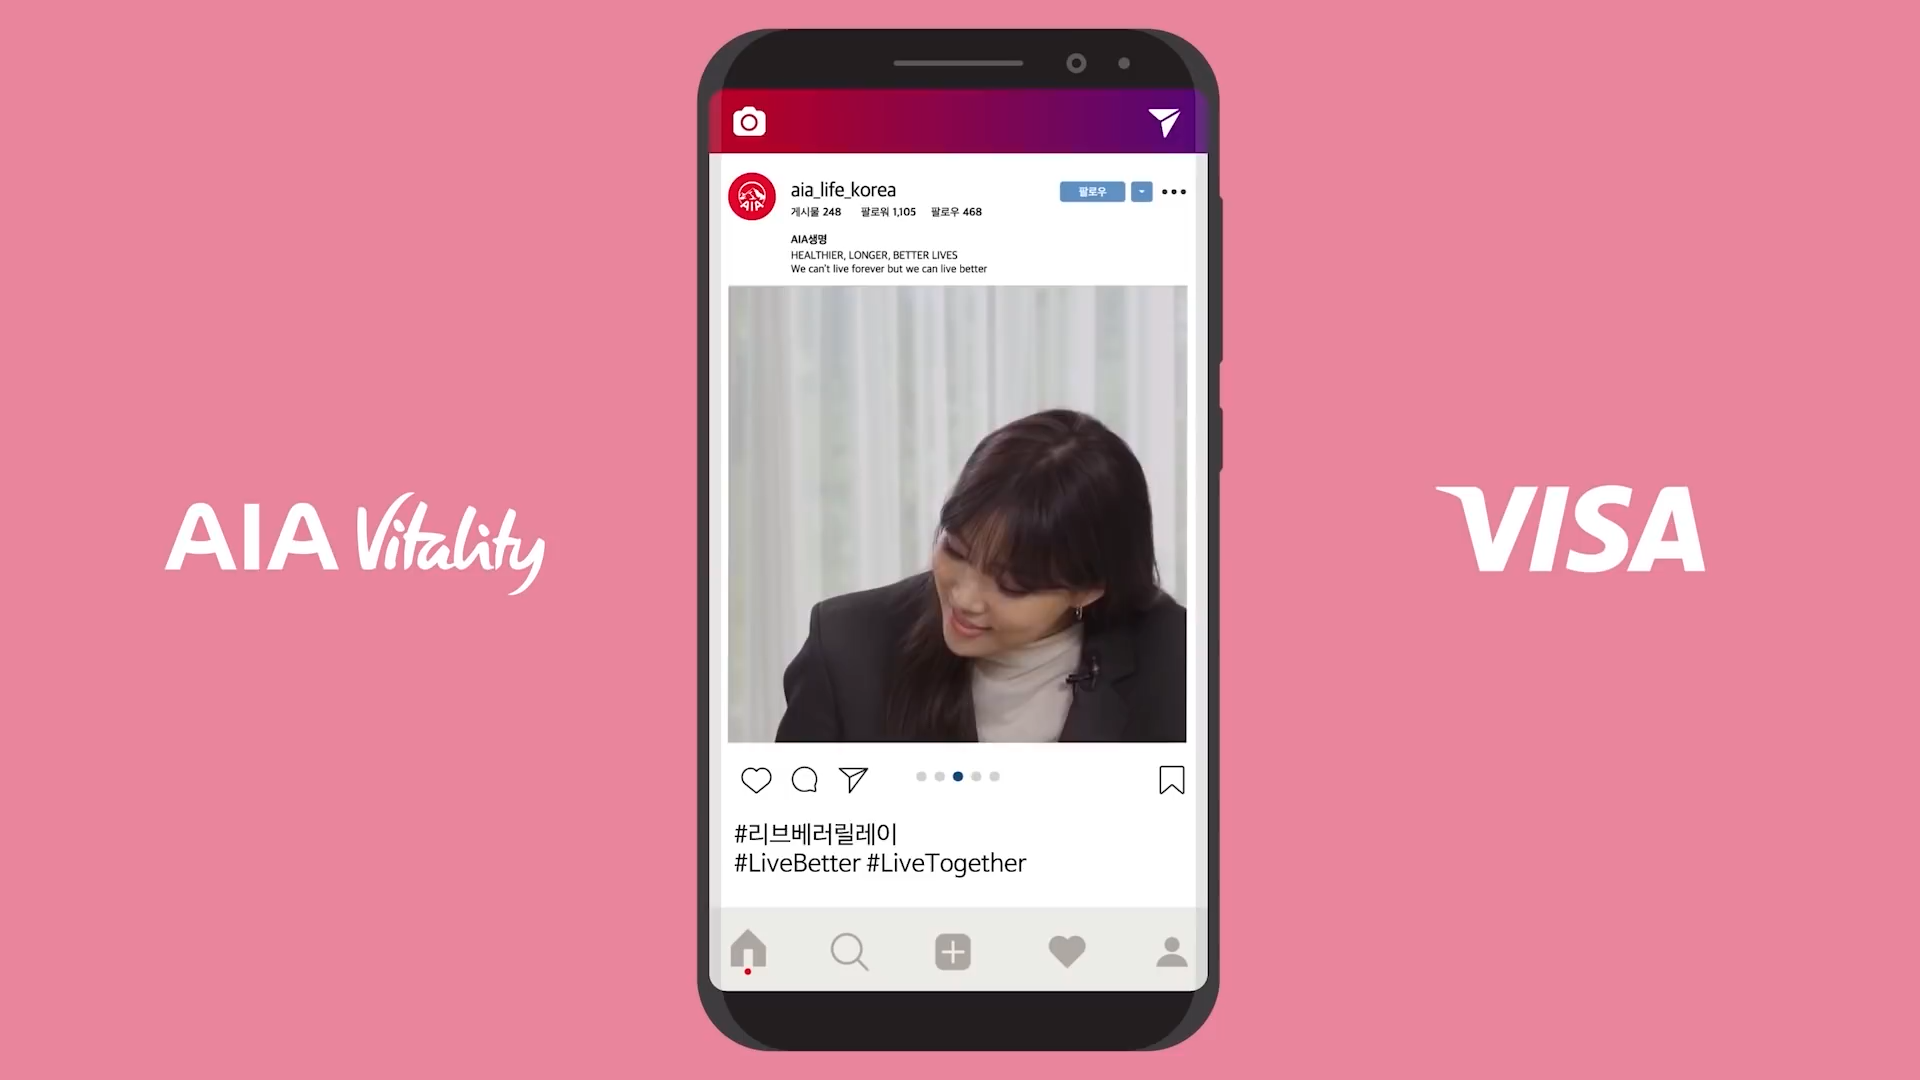 aia_life_korea
팔로우
게시물 248 팔로워 1,105 팔로우 468
AIA생명
HEALTHIER, LONGER, BETTER LIVES
We can't live forever but we can live better
AIA
AIA Vitality
VISA
#리브베러릴레이
#LiveBetter #LiveTogether